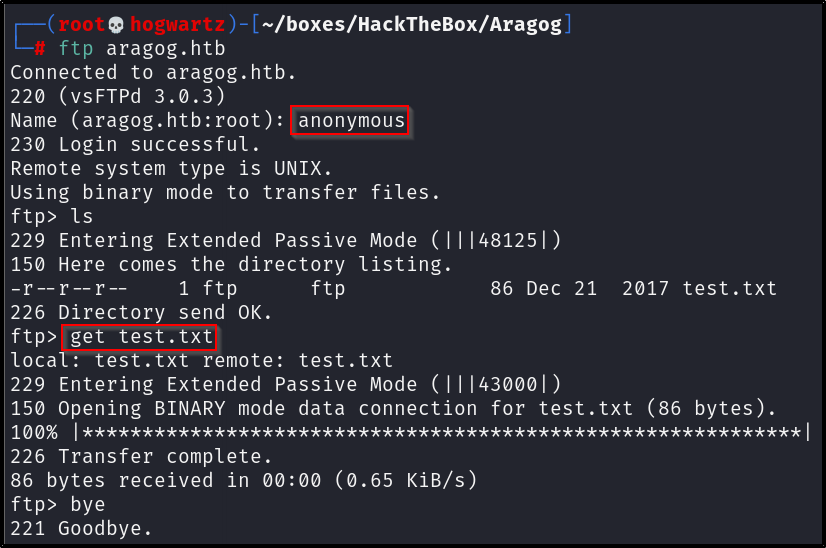 ┌──(root💀hogwartz)-[~/boxes/HackTheBox/Aragog]
└─# ftp aragog.htb
Connected to aragog.htb.
220 (vsFTPd 3.0.3)
Name (aragog.htb:root): anonymous
230 Login successful.
Remote system type is UNIX.
Using binary mode to transfer files.
ftp> ls
229 Entering Extended Passive Mode (|||48125|)
150 Here comes the directory listing.
-r--r--r--    1 ftp      ftp            86 Dec 21  2017 test.txt
226 Directory send OK.
ftp> get test.txt
local: test.txt remote: test.txt
229 Entering Extended Passive Mode (|||43000|)
150 Opening BINARY mode data connection for test.txt (86 bytes).
100% |************************************************************|
226 Transfer complete.
86 bytes received in 00:00 (0.65 KiB/s)
ftp> bye
221 Goodbye.